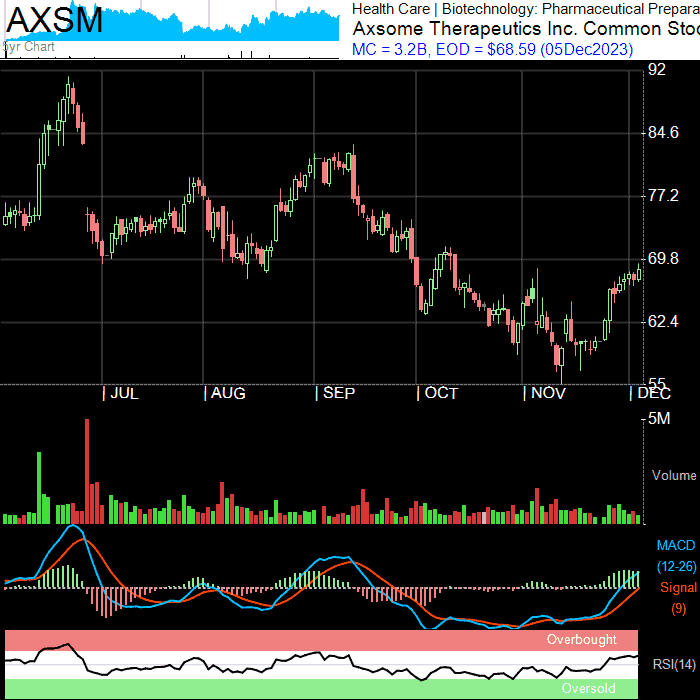 AXSM
5yr Chart
Health Care | Biotechnology: Pharmaceutical Prepara
Axsome Therapeutics Inc. Common Stoc
MC = 3.2B, EOD = $68.59 (05Dec2023)
92
84.6
77.2
69.8
62.4
55
JUL
AUG
SEP
OCT
NOV
DEC
5M
Volume
MACD
(12-26)
Signal
(9)
Overbought
RSI(14)
Oversold